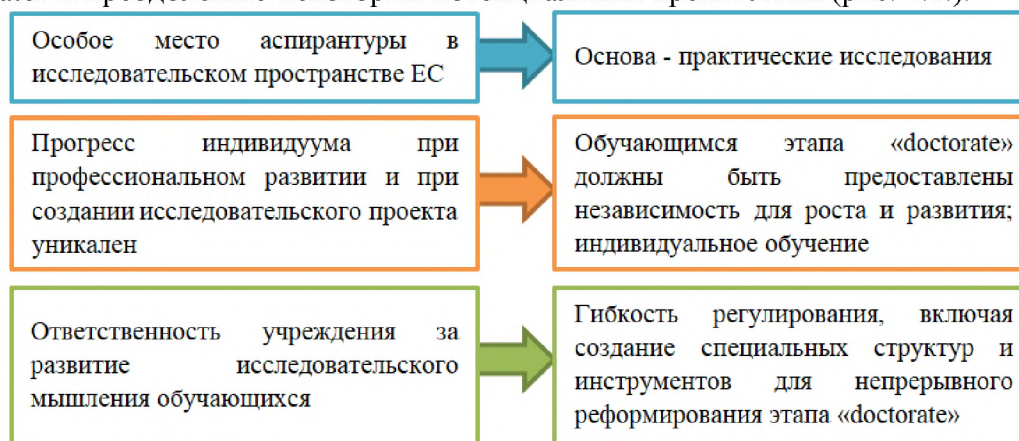 Особое место аспирантуры в
исследовательском пространстве ЕС
Основа - практические исследования
Прогресс индивидуума при
профессиональном развитии и при
создании исследовательского проекта
уникален
Обучающимся этапа «doctorate»
должны быть предоставлены
независимость для роста и развития;
индивидуальное обучение
Ответственность учреждения за
развитие исследовательского
мышления обучающихся
Гибкость регулирования, включая
создание специальных структур и
инструментов для непрерывного
реформирования этапа «doctorate»